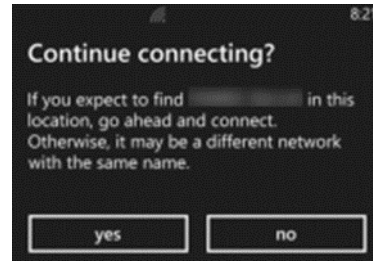 8:21
Continue connecting?
If you expect to find in this
location, go ahead and connect.
Otherwise, it may be a different network
with the same name.
yes no